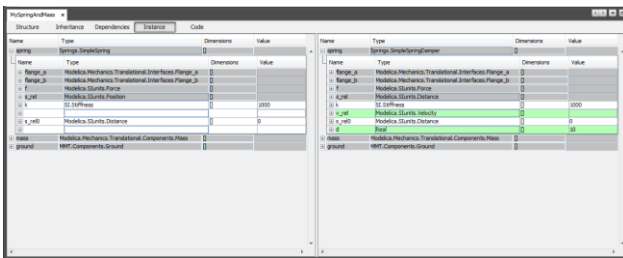 MySpringAndMass ×
Structure Inheritance Dependencies Instance Code
Name Type Dimensions Value
spring Springs.SimpleSpring []
Name Type Dimensions Value
flange_a Modelica.Mechanics.Translational.Interfaces.Flange_a []
flange_b Modelica.Mechanics.Translational.Interfaces.Flange_b []
f Modelica.SIunits.Force []
s_rel Modelica.SIunits.Position []
k SI.Stiffness [] 1000
s_rel0 Modelica.SIunits.Distance [] 0
mass Modelica.Mechanics.Translational.Components.Mass []
ground MMT.Components.Ground []
Name Type Dimensions Value
spring Springs.SimpleSpringDamper []
Name Type Dimensions Value
flange_a Modelica.Mechanics.Translational.Interfaces.Flange_a []
flange_b Modelica.Mechanics.Translational.Interfaces.Flange_b []
f Modelica.SIunits.Force []
s_rel Modelica.SIunits.Distance []
k SI.Stiffness [] 1000
v_rel Modelica.SIunits.Velocity []
s_rel0 Modelica.SIunits.Distance [] 0
d Real [] 10
mass Modelica.Mechanics.Translational.Components.Mass []
ground MMT.Components.Ground []